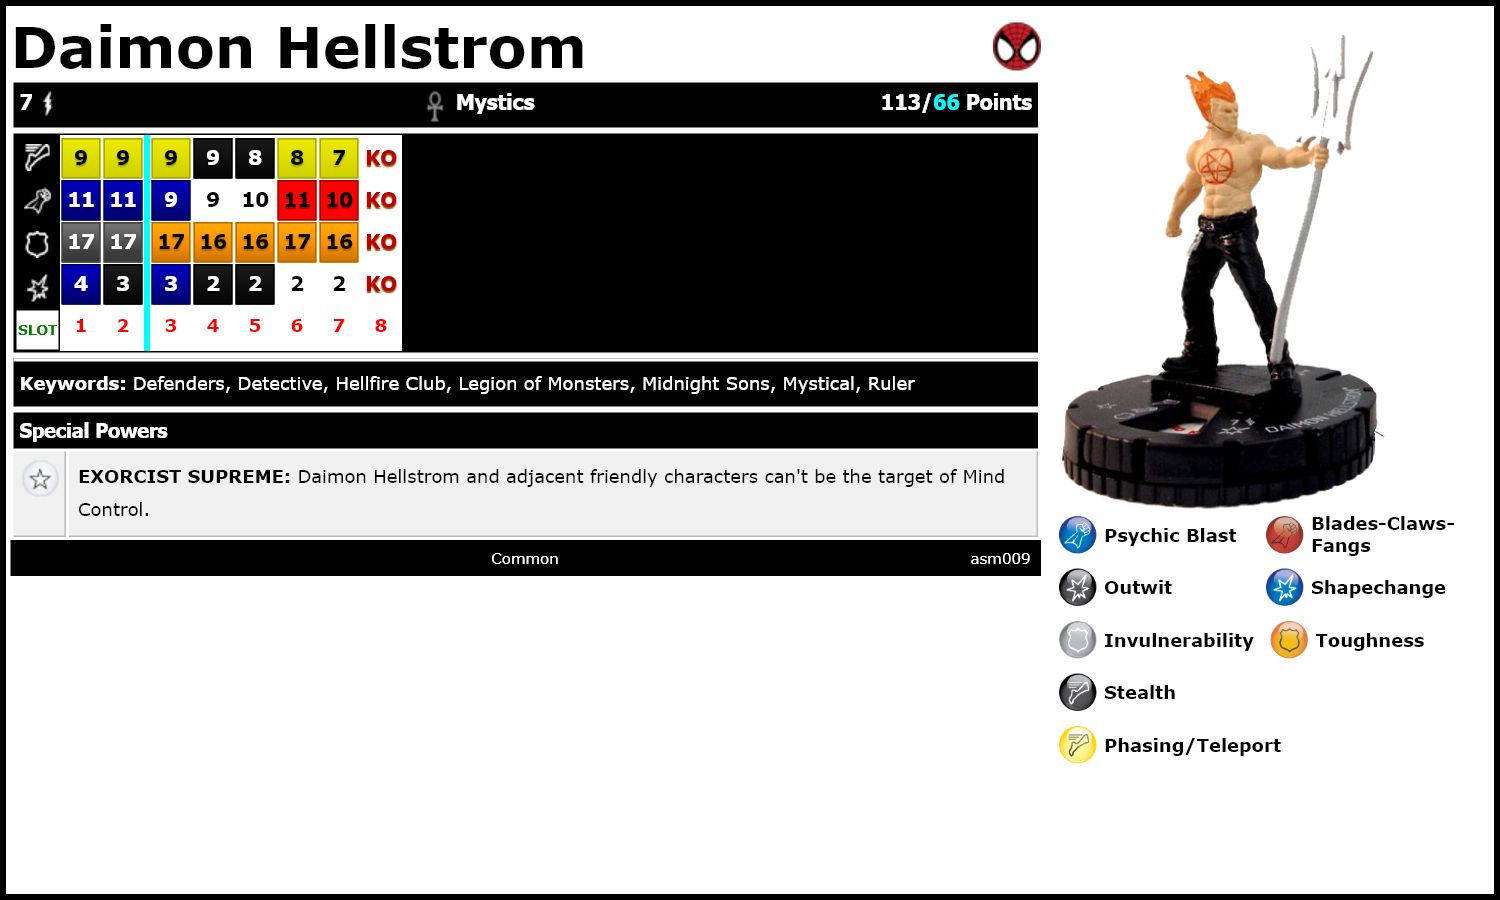 Daimon Hellstrom
7 Mystics 113/66 Points
9 9 9 9 8 8 7 KO
11 11 9 9 10 11 10 KO
17 17 17 16 16 17 16 KO
4 3 3 2 2 2 2 KO
SLOT 1 2 3 4 5 6 7 8
Keywords: Defenders, Detective, Hellfire Club, Legion of Monsters, Midnight Sons, Mystical, Ruler
Special Powers
EXORCIST SUPREME: Daimon Hellstrom and adjacent friendly characters can't be the target of Mind
Control.
Common asm009
DAIMON HELLSTROM
Psychic Blast
Blades-Claws-
Fangs
Outwit
Shapechange
Invulnerability
Toughness
Stealth
Phasing/Teleport